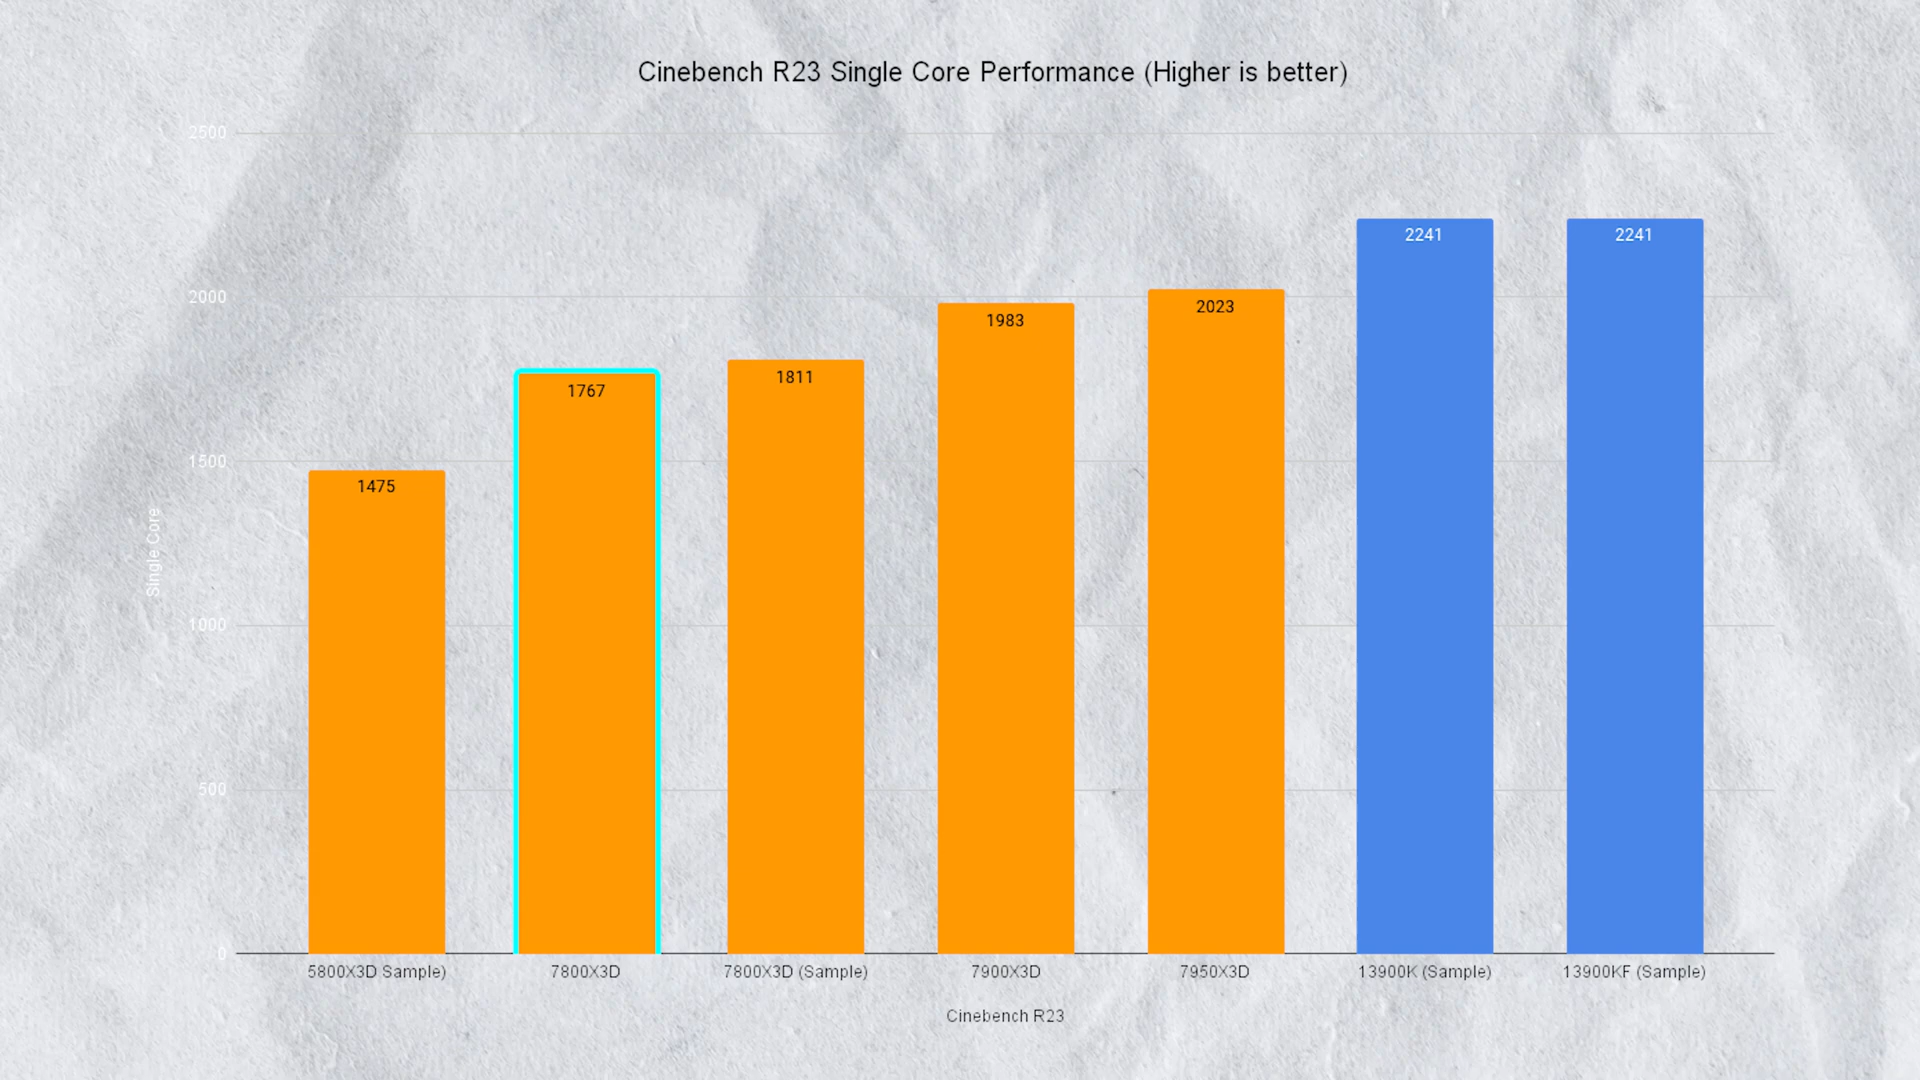 Cinebench R23 Single Core Performance (Higher is better)
2500
2000
1500
1000
500
0
Single Core
1475
1767
1811
1983
2023
2241
2241
5800X3D Sample)
7800X3D
7800X3D (Sample)
7900X3D
7950X3D
13900K (Sample)
13900KF (Sample)
Cinebench R23